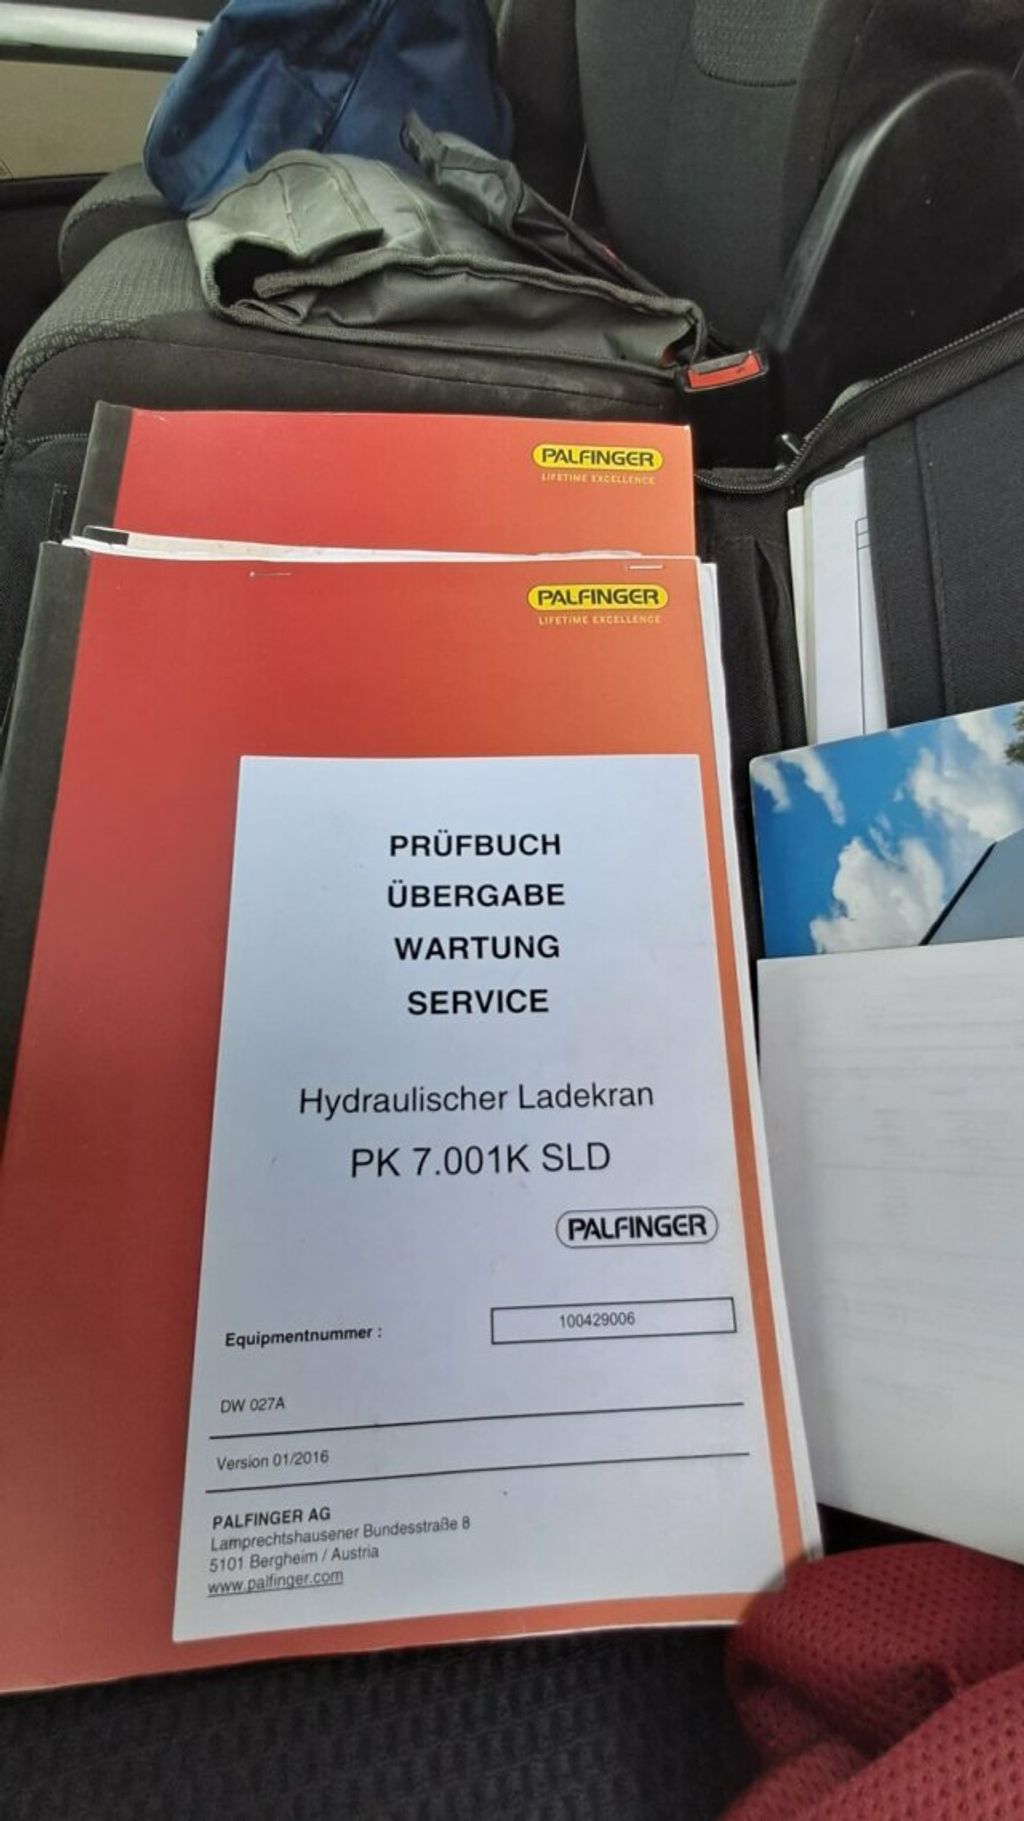 PALFINGER
LIFETIME EXCELLENCE
PALFINGER
LIFETIME EXCELLENCE
PRÜFBUCH
ÜBERGABE
WARTUNG
SERVICE
Hydraulischer Ladekran
PK 7.001K SLD
PALFINGER
Equipmentnummer :
100429006
DW 027A
Version 01/2016
PALFINGER AG
Lamprechtshausener Bundesstraße 8
5101 Bergheim / Austria
www.palfinger.com